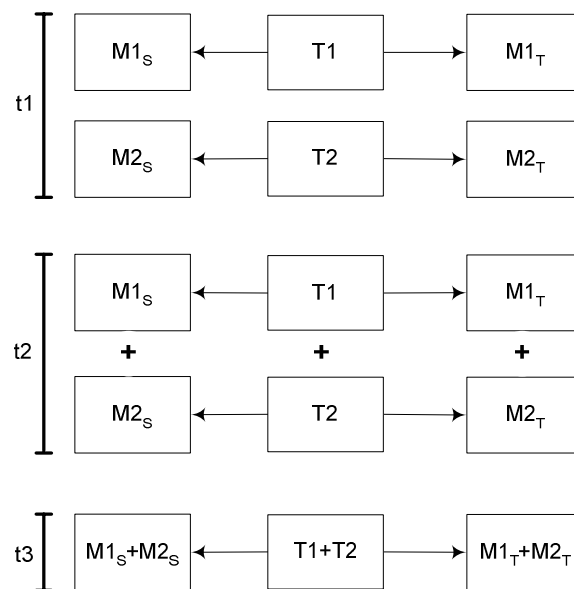 M1S T1 M1T
t1
M2S T2 M2T
M1S T1 M1T
t2 + + +
M2S T2 M2T
t3 M1S+M2S T1+T2 M1T+M2T